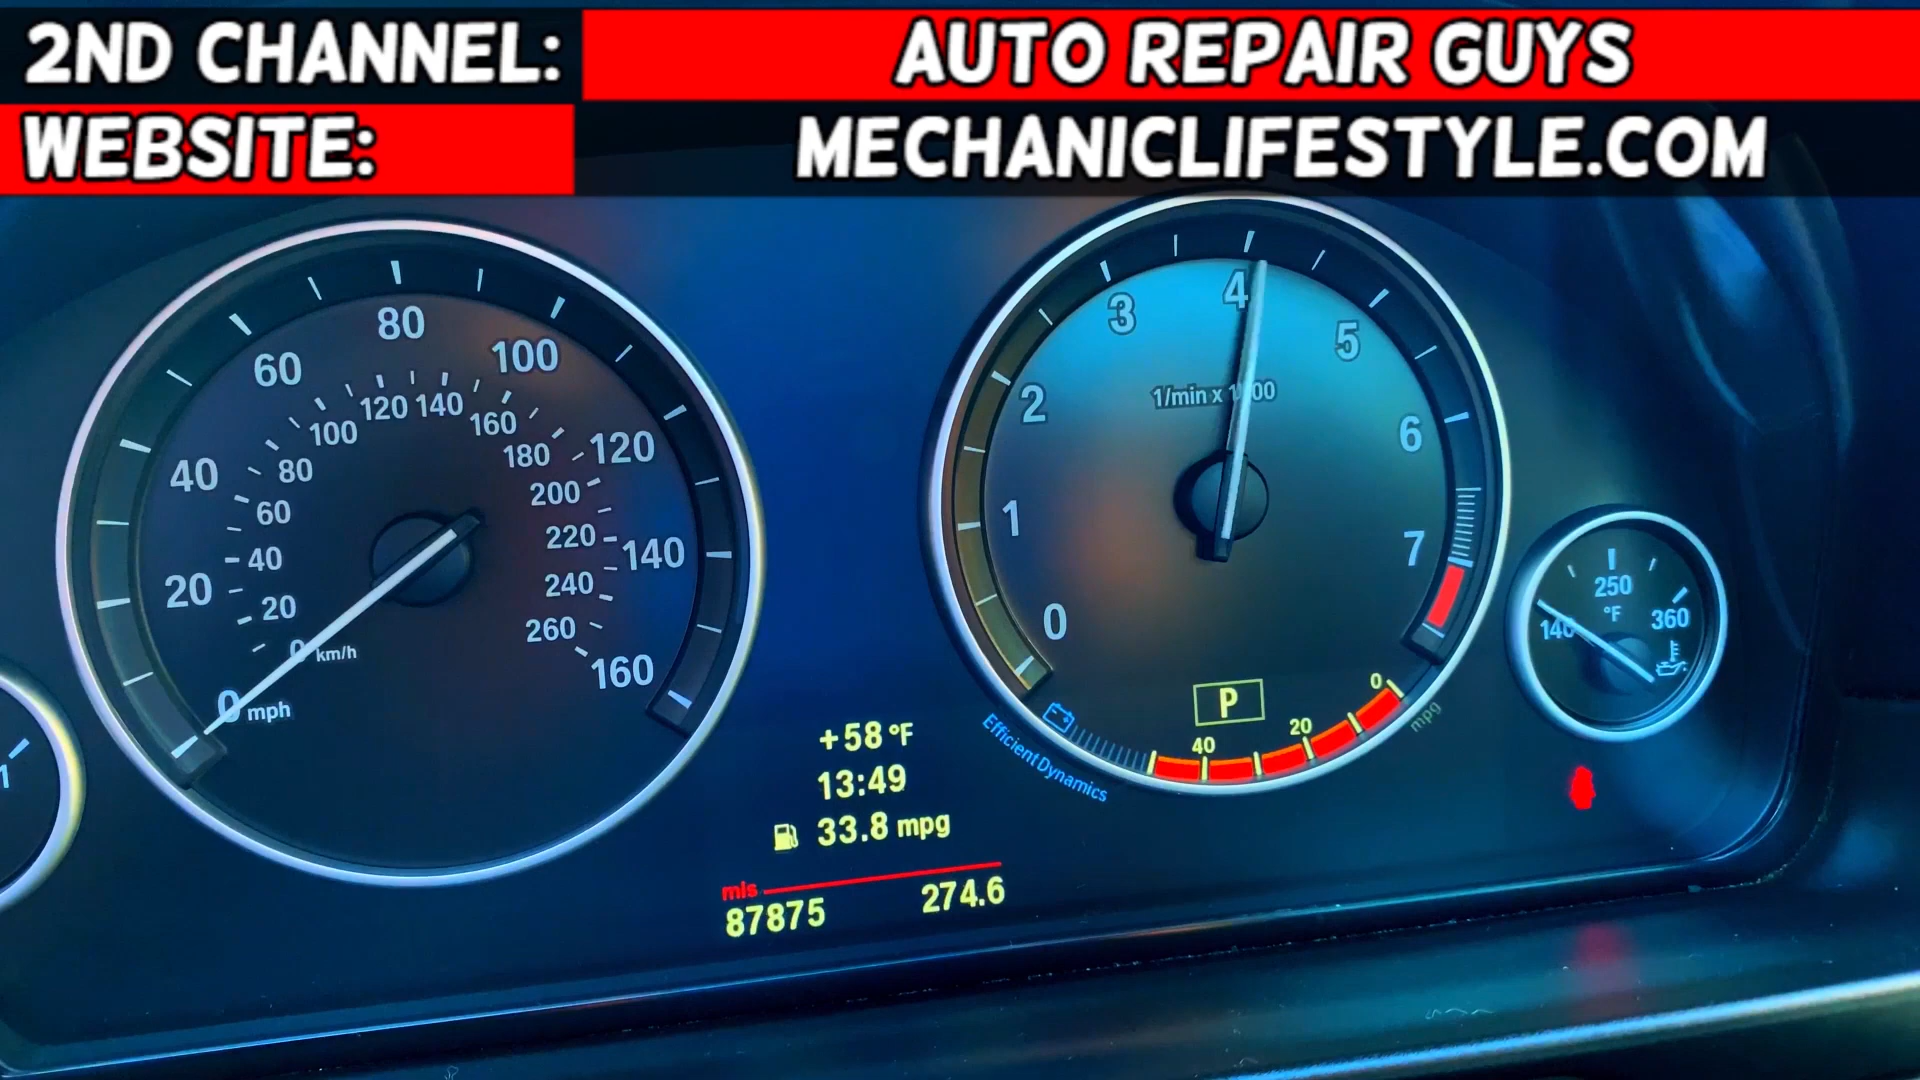 2ND CHANNEL: AUTO REPAIR GUYS
WEBSITE: MECHANICLIFESTYLE.COM
0 20 40 60 80 100 120 140 160
mph
0 20 40 60 80 100 120 140 160 180 200 220 240 260
km/h
0 1 2 3 4 5 6 7
P
40 20 0
mpg
EfficientDynamics
140 250 360
°F
1
+58 °F
13:49
33.8 mpg
mls
87875 274.6